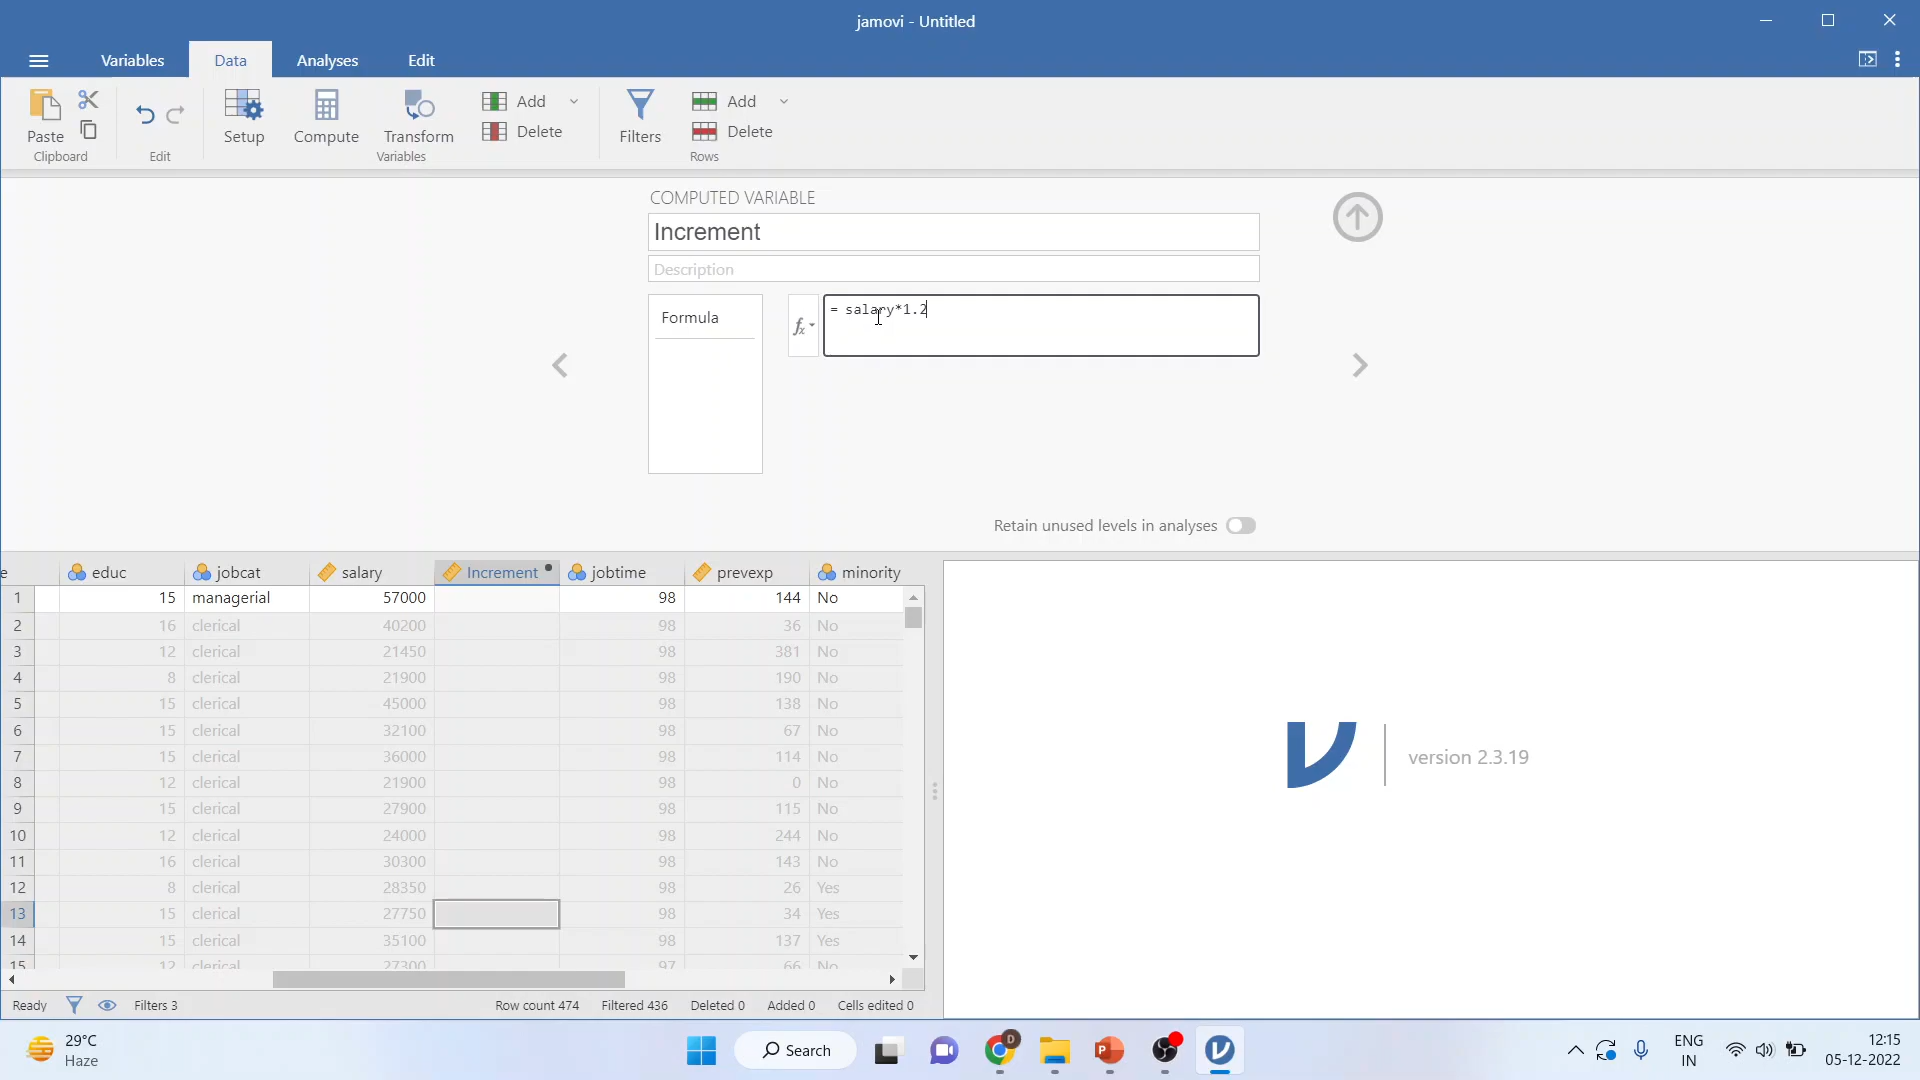 jamovi - Untitled
Variables Data Analyses Edit
Paste Setup Compute Transform Add Delete Filters Add Delete
Clipboard Edit Variables Rows
COMPUTED VARIABLE
Increment
Description
Formula
fx
= salary*1.2
Retain unused levels in analyses
e educ jobcat salary Increment jobtime prevexp minority
1 15 managerial 57000 98 144 No
2 16 clerical 40200 98 36 No
3 12 clerical 21450 98 381 No
4 8 clerical 21900 98 190 No
5 15 clerical 45000 98 138 No
6 15 clerical 32100 98 67 No
7 15 clerical 36000 98 114 No
8 12 clerical 21900 98 0 No
9 15 clerical 27900 98 115 No
10 12 clerical 24000 98 244 No
11 16 clerical 30300 98 143 No
12 8 clerical 28350 98 26 Yes
13 15 clerical 27750 98 34 Yes
14 15 clerical 35100 98 137 Yes
15 12 clerical 27300 97 66 No
version 2.3.19
Ready Filters 3 Row count 474 Filtered 436 Deleted 0 Added 0 Cells edited 0
29°C
Haze
Search
D
ENG
IN
12:15
05-12-2022